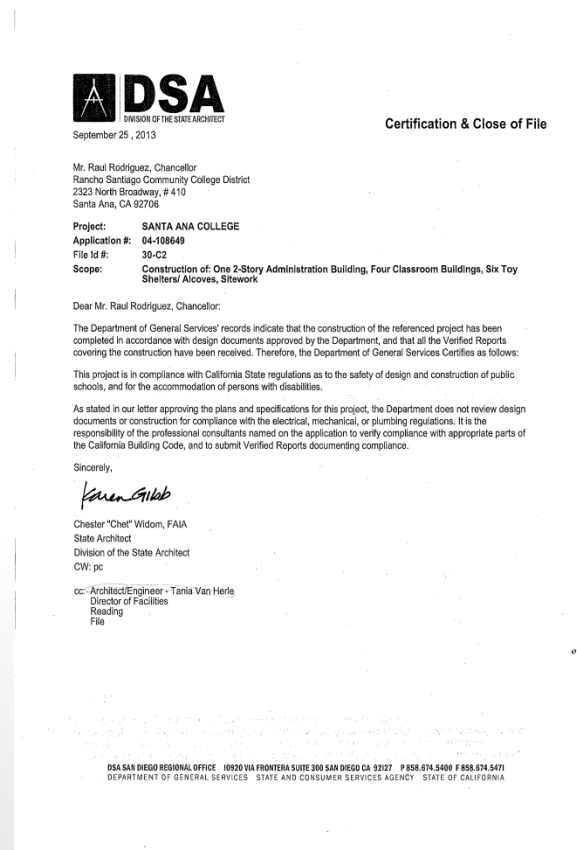 DSA
DIVISION OF THE STATE ARCHITECT
Certification & Close of File
September 25 , 2013
Mr. Raul Rodriguez, Chancellor
Rancho Santiago Community College District
2323 North Broadway, # 410
Santa Ana, CA 92706
Project: SANTA ANA COLLEGE
Application #: 04-108649
File Id #: 30-C2
Scope: Construction of: One 2-Story Administration Building, Four Classroom Buildings, Six Toy
Shelters/ Alcoves, Sitework
Dear Mr. Raul Rodriguez, Chancellor:
The Department of General Services' records indicate that the construction of the referenced project has been
completed in accordance with design documents approved by the Department, and that all the Verified Reports
covering the construction have been received. Therefore, the Department of General Services Certifies as follows:
This project is in compliance with California State regulations as to the safety of design and construction of public
schools, and for the accommodation of persons with disabilities.
As stated in our letter approving the plans and specifications for this project, the Department does not review design
documents or construction for compliance with the electrical, mechanical, or plumbing regulations. It is the
responsibility of the professional consultants named on the application to verify compliance with appropriate parts of
the California Building Code, and to submit Verified Reports documenting compliance.
Sincerely,
Karen Gibb
Chester "Chet" Widom, FAIA
State Architect
Division of the State Architect
CW: pc
cc: Architect/Engineer - Tania Van Herle
Director of Facilities
Reading
File
DSA SAN DIEGO REGIONAL OFFICE 10920 VIA FRONTERA SUITE 300 SAN DIEGO CA 92127 P 858.674.5400 F 858.674.5471
DEPARTMENT OF GENERAL SERVICES STATE AND CONSUMER SERVICES AGENCY STATE OF CALIFORNIA